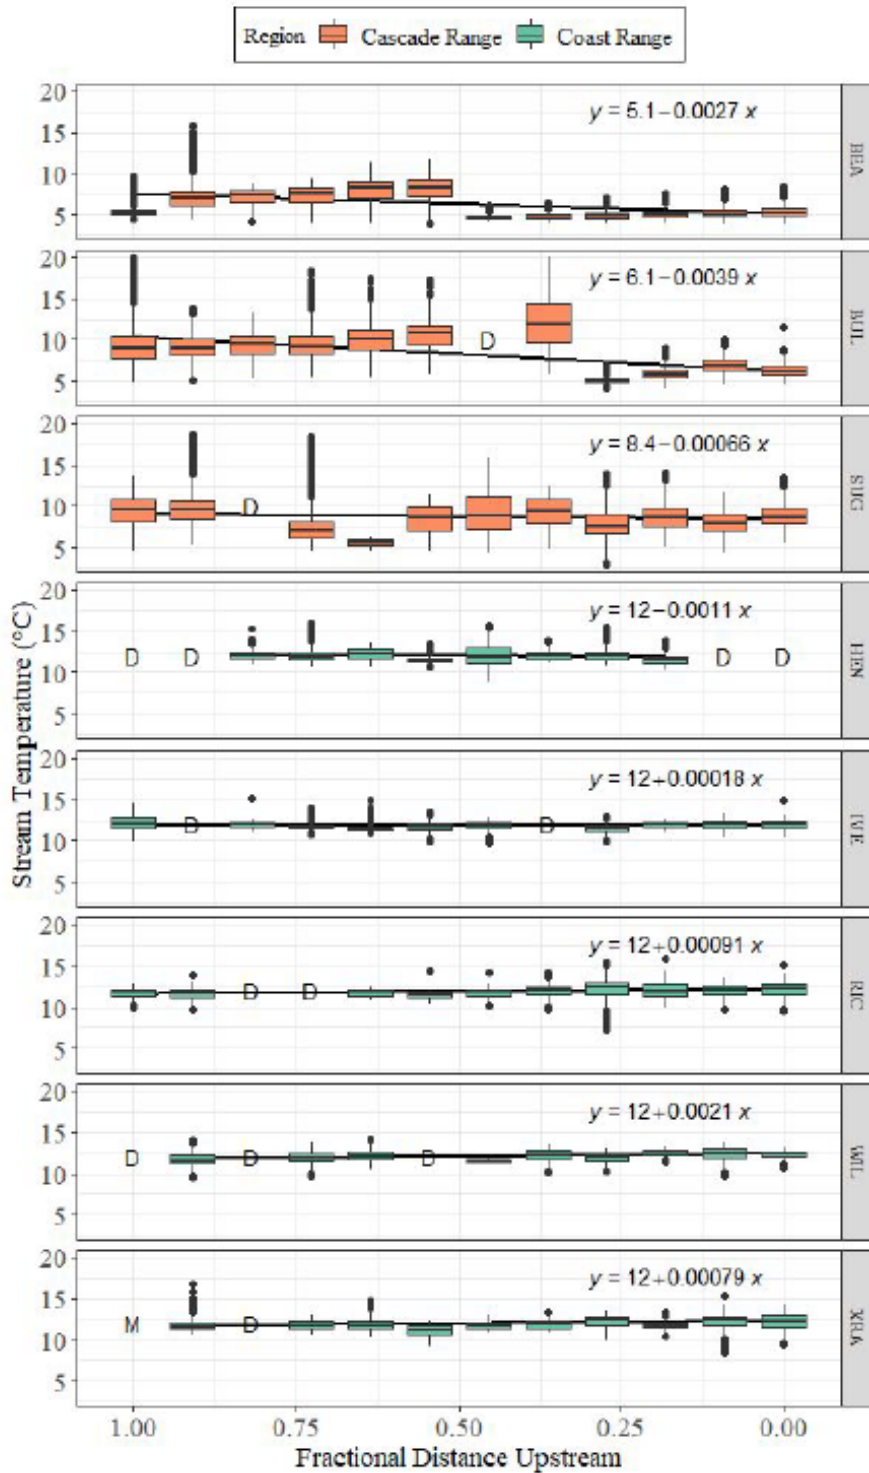 Region Cascade Range Coast Range
Stream Temperature (°C)
20
15
10
5
y = 5.1−0.0027 x
BEA
20
15
10
5
D
y = 6.1−0.0039 x
BUL
20
15
10
5
D
y = 8.4−0.00066 x
SUG
20
15
10
5
D D D D
y = 12−0.0011 x
HEN
20
15
10
5
D D
y = 12+0.00018 x
IVE
20
15
10
5
D D
y = 12+0.00091 x
RIC
20
15
10
5
D D D
y = 12+0.0021 x
WIL
20
15
10
5
M D
y = 12+0.00079 x
1.00 0.75 0.50 0.25 0.00
Fractional Distance Upstream